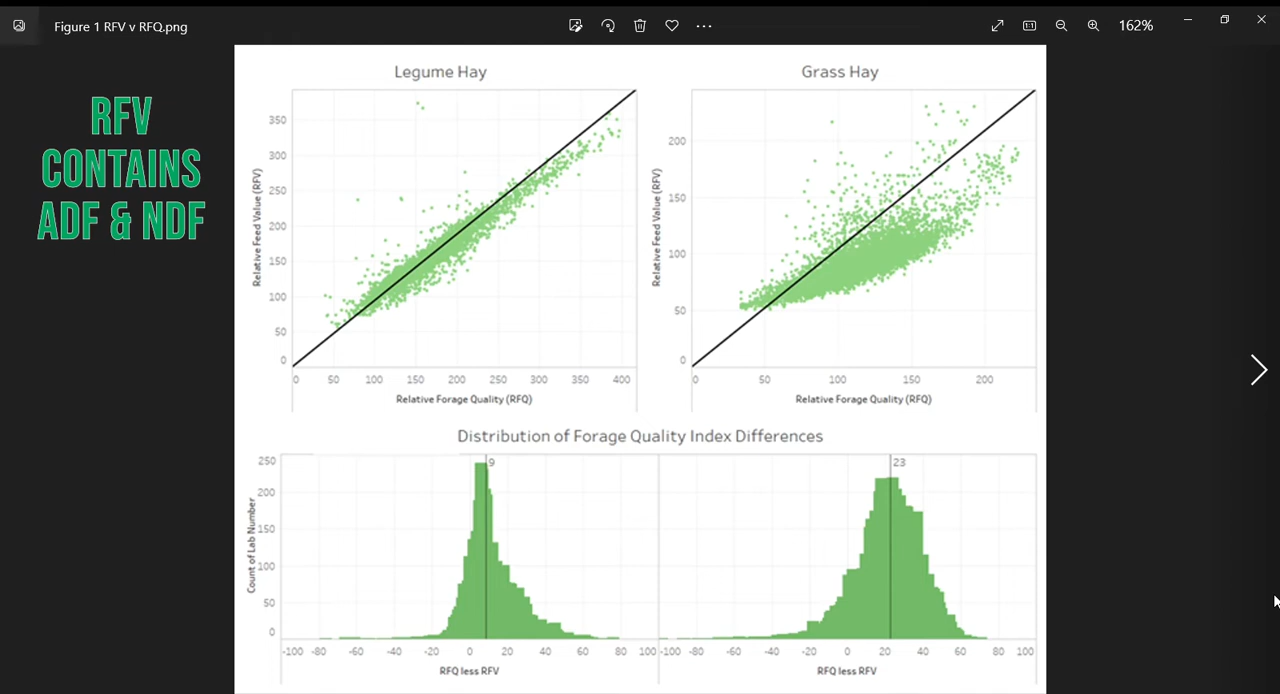 Figure 1 RFV v RFQ.png
162%
RFV
CONTAINS
ADF & NDF
Legume Hay
Relative Feed Value (RFV)
350
300
250
200
150
100
50
0
0 50 100 150 200 250 300 350 400
Relative Forage Quality (RFQ)
Grass Hay
Relative Feed Value (RFV)
200
150
100
50
0
0 50 100 150 200
Relative Forage Quality (RFQ)
Distribution of Forage Quality Index Differences
Count of Lab Number
250
200
150
100
50
0
9
-100 -80 -60 -40 -20 0 20 40 60 80 100
RFQ less RFV
23
-100 -80 -60 -40 -20 0 20 40 60 80 100
RFQ less RFV